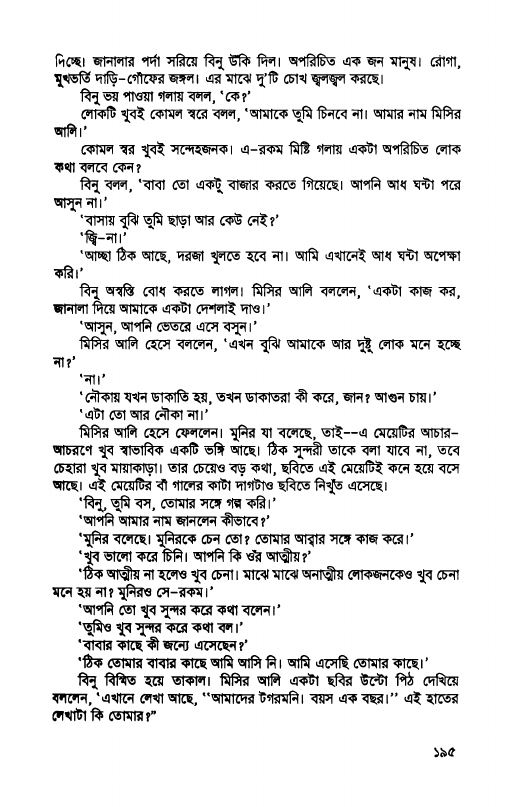 দিচ্ছে। জানালার পর্দা সরিয়ে বিনু উঁকি দিল। অপরিচিত এক জন মানুষ। রোগা,
মুখভর্তি দাড়ি-গোঁফের জঙ্গল। এর মাঝে দু'টি চোখ জ্বলজ্বল করছে।
বিনু ভয় পাওয়া গলায় বলল, 'কে?'
লোকটি খুবই কোমল স্বরে বলল, 'আমাকে তুমি চিনবে না। আমার নাম মিসির
আলি।'
কোমল স্বর খুবই সন্দেহজনক। এ-রকম মিষ্টি গলায় একটা অপরিচিত লোক
কথা বলবে কেন?
বিনু বলল, 'বাবা তো একটু বাজার করতে গিয়েছে। আপনি আধ ঘন্টা পরে
আসুন না।'
'বাসায় বুঝি তুমি ছাড়া আর কেউ নেই?'
'জ্বি-না।'
'আচ্ছা ঠিক আছে, দরজা খুলতে হবে না। আমি এখানেই আধ ঘন্টা অপেক্ষা
করি।'
বিনু অস্বস্তি বোধ করতে লাগল। মিসির আলি বললেন, 'একটা কাজ কর,
জানালা দিয়ে আমাকে একটা দেশলাই দাও।'
'আসুন, আপনি ভেতরে এসে বসুন।'
মিসির আলি হেসে বললেন, 'এখন বুঝি আমাকে আর দুষ্টু লোক মনে হচ্ছে
না?'
'না।'
'নৌকায় যখন ডাকাতি হয়, তখন ডাকাতরা কী করে, জান? আগুন চায়।'
'এটা তো আর নৌকা না।'
মিসির আলি হেসে ফেললেন। মুনির যা বলেছে, তাই--এ মেয়েটির আচার-
আচরণে খুব স্বাভাবিক একটি ভঙ্গি আছে। ঠিক সুন্দরী তাকে বলা যাবে না, তবে
চেহারা খুব মায়াকাড়া। তার চেয়েও বড় কথা, ছবিতে এই মেয়েটিই কনে হয়ে বসে
আছে। এই মেয়েটির বাঁ গালের কাটা দাগটাও ছবিতে নিখুঁত এসেছে।
'বিনু, তুমি বস, তোমার সঙ্গে গল্প করি।'
'আপনি আমার নাম জানলেন কীভাবে?'
'মুনির বলেছে। মুনিরকে চেন তো? তোমার আব্বার সঙ্গে কাজ করে।'
'খুব ভালো করে চিনি। আপনি কি ওঁর আত্মীয়?'
'ঠিক আত্মীয় না হলেও খুব চেনা। মাঝে মাঝে অনাত্মীয় লোকজনকেও খুব চেনা
মনে হয় না? মুনিরও সে-রকম।'
'আপনি তো খুব সুন্দর করে কথা বলেন।'
'তুমিও খুব সুন্দর করে কথা বল।'
'বাবার কাছে কী জন্যে এসেছেন?'
'ঠিক তোমার বাবার কাছে আমি আসি নি। আমি এসেছি তোমার কাছে।'
বিনু বিস্মিত হয়ে তাকাল। মিসির আলি একটা ছবির উল্টো পিঠ দেখিয়ে
বললেন, 'এখানে লেখা আছে, "আমাদের টগরমনি। বয়স এক বছর।" এই হাতের
লেখাটা কি তোমার?"
১৯৫